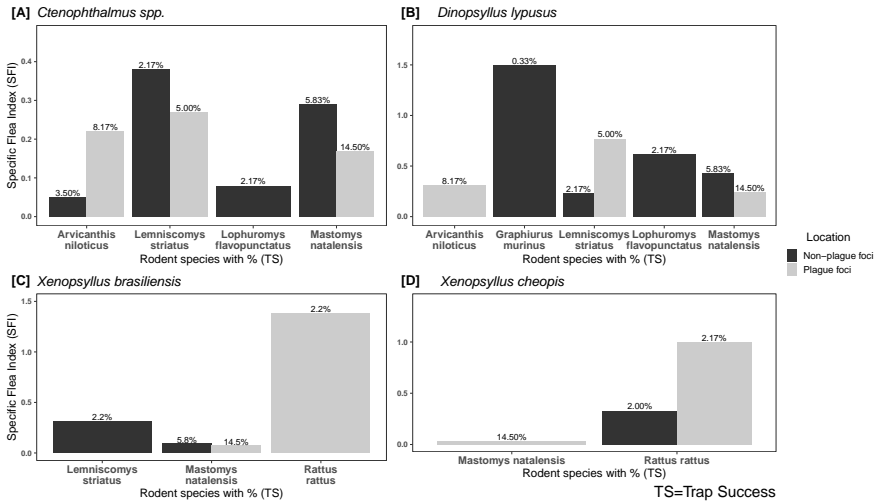 [A] Ctenophthalmus spp.
Specific Flea Index (SFI)
0.4
0.3
0.2
0.1
0.0
3.50%
8.17%
2.17%
5.00%
2.17%
5.83%
14.50%
Arvicanthis niloticus
Lemniscomys striatus
Lophuromys flavopunctatus
Mastomys natalensis
Rodent species with % (TS)
[B] Dinopsyllus lypusus
1.5
1.0
0.5
0.0
8.17%
0.33%
2.17%
5.00%
2.17%
5.83%
14.50%
Arvicanthis niloticus
Graphiurus murinus
Lemniscomys striatus
Lophuromys flavopunctatus
Mastomys natalensis
Rodent species with % (TS)
Location
Non−plague foci
Plague foci
[C] Xenopsyllus brasiliensis
Specific Flea Index (SFI)
1.5
1.0
0.5
0.0
2.2%
5.8%
14.5%
2.2%
Lemniscomys striatus
Mastomys natalensis
Rattus rattus
Rodent species with % (TS)
[D] Xenopsyllus cheopis
1.0
0.5
0.0
14.50%
2.00%
2.17%
Mastomys natalensis
Rattus rattus
Rodent species with % (TS)
TS=Trap Success